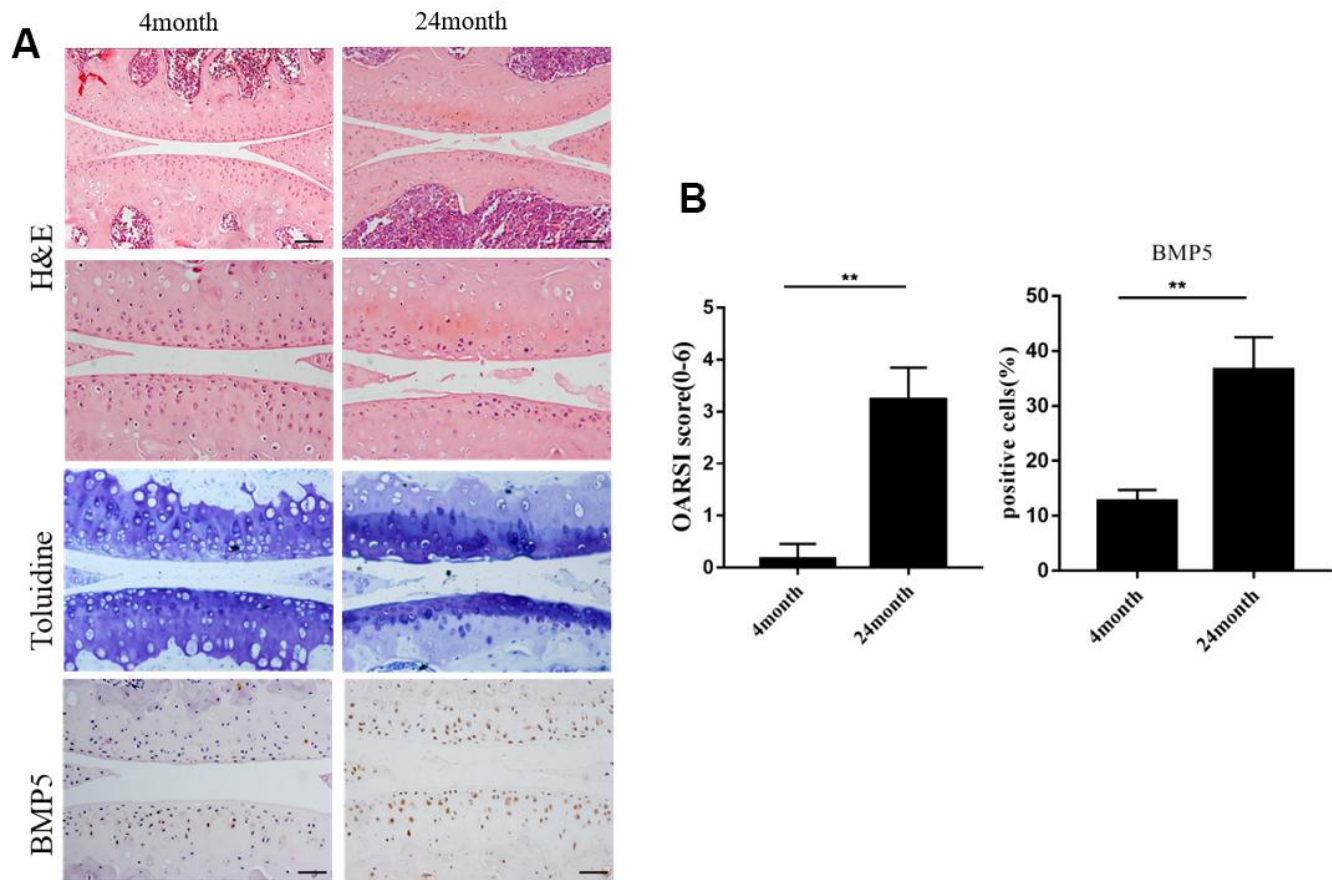 A
4month
24month
H&E
Toluidine
BMP5
B
OARSI score(0-6)
5
4
3
2
1
0
**
4month
24month
BMP5
positive cells(%)
50
40
30
20
10
0
**
4month
24month